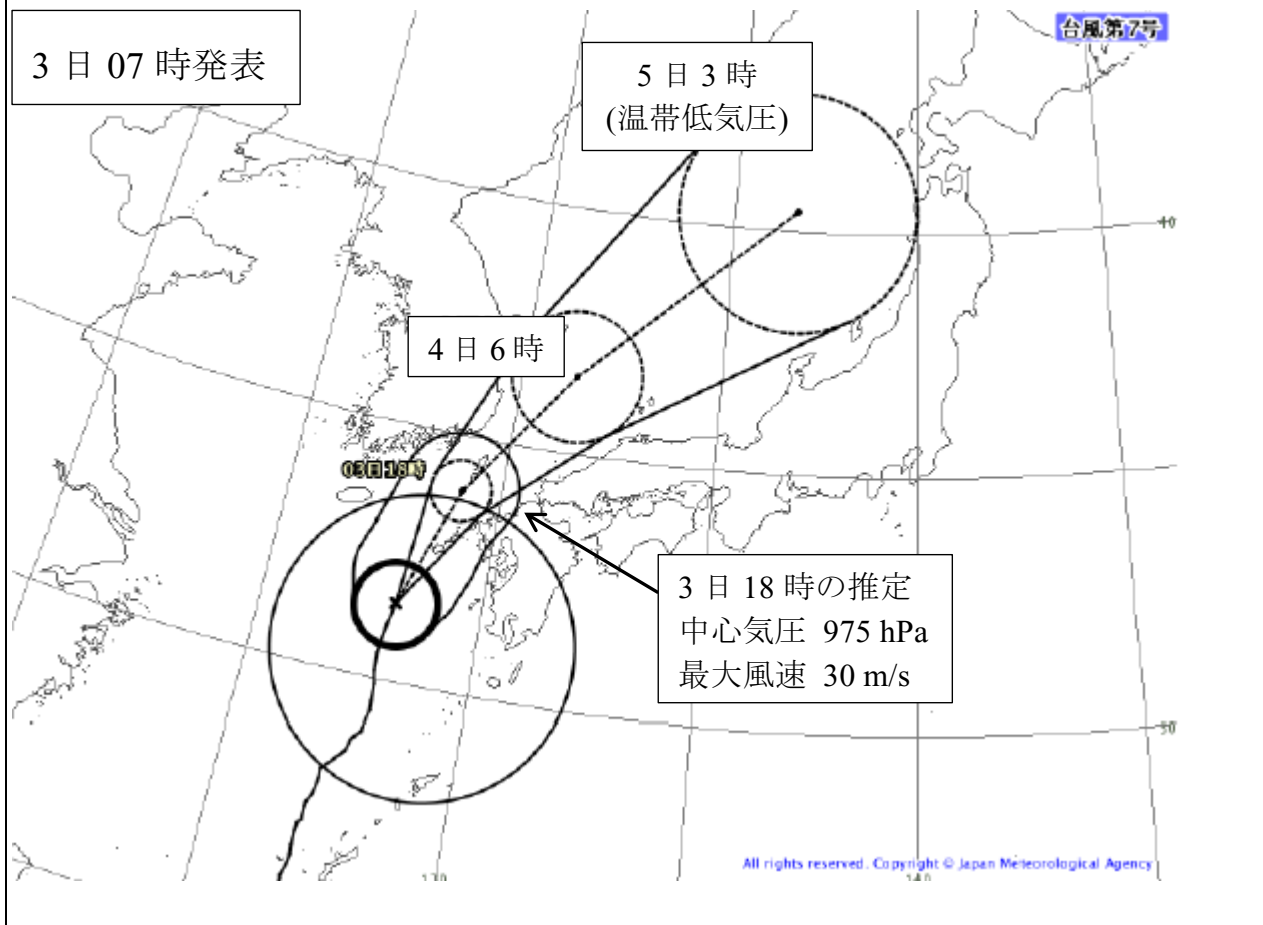 3 日 07 時発表
台風第7号
5 日 3 時
(温帯低気圧)
40
4 日 6 時
03日18時
3 日 18 時の推定
中心気圧 975 hPa
最大風速 30 m/s
30
All rights reserved. Copyright © Japan Meteorological Agency
130
140